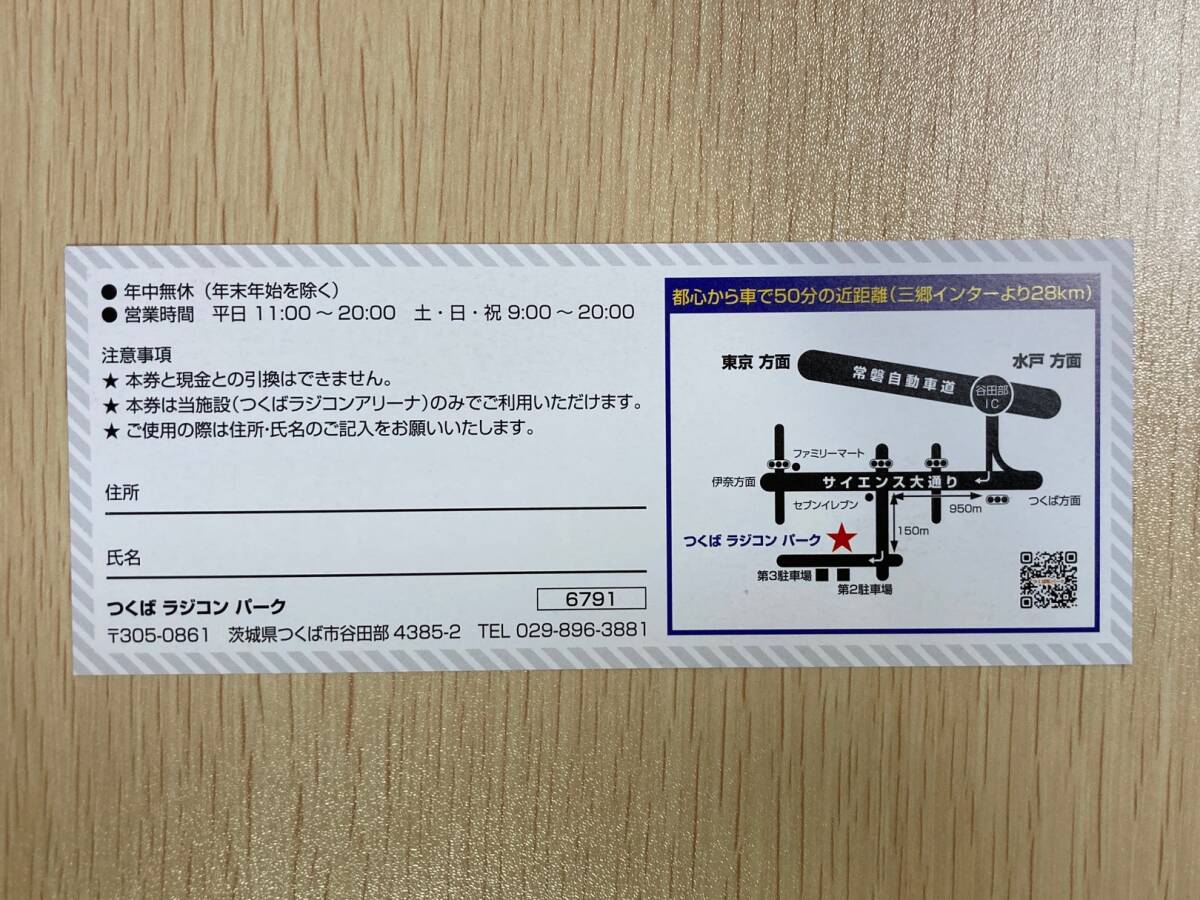 ● 年中無休（年末年始を除く）
● 営業時間　平日 11:00 ～ 20:00　土・日・祝 9:00 ～ 20:00
注意事項
★ 本券と現金との引換はできません。
★ 本券は当施設（つくばラジコンアリーナ）のみでご利用いただけます。
★ ご使用の際は住所・氏名のご記入をお願いいたします。
住所
氏名
つくば ラジコン パーク
6791
〒305-0861　茨城県つくば市谷田部 4385-2　TEL 029-896-3881
都心から車で50分の近距離（三郷インターより28km）
東京 方面
水戸 方面
常磐自動車道
谷田部
IC
ファミリーマート
伊奈方面
サイエンス大通り
つくば方面
セブンイレブン
950m
150m
つくば ラジコン パーク
第3駐車場
第2駐車場